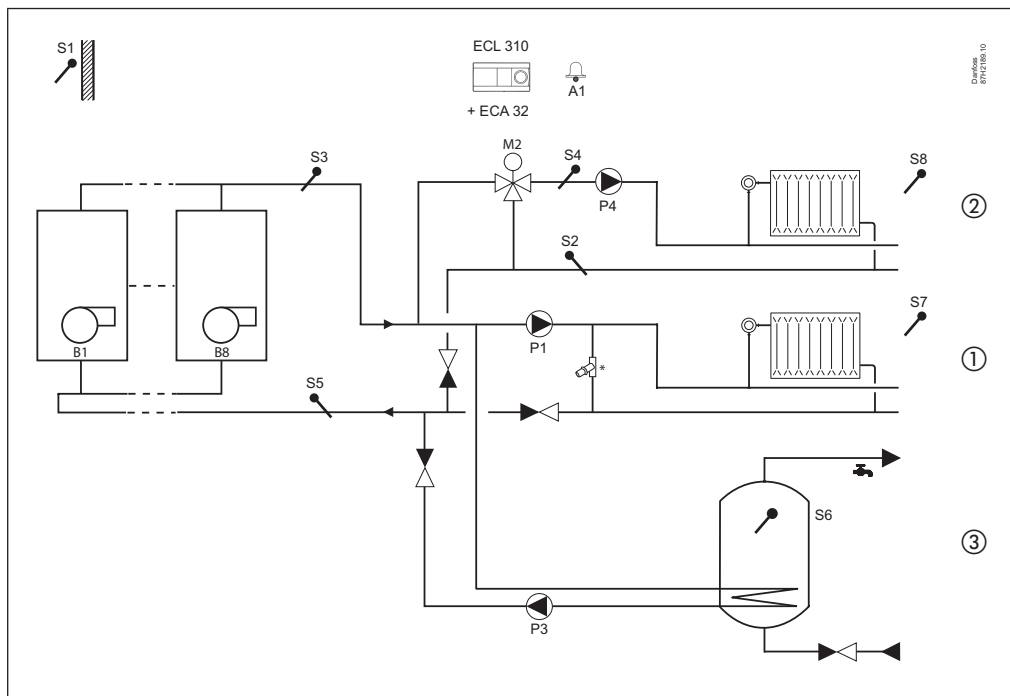 S1
ECL 310
A1
+ ECA 32
Danfoss
87H2189.10
M2
S3
S4
S8
P4
2
S2
S7
B1
B8
P1
*
1
S5
S6
3
P3